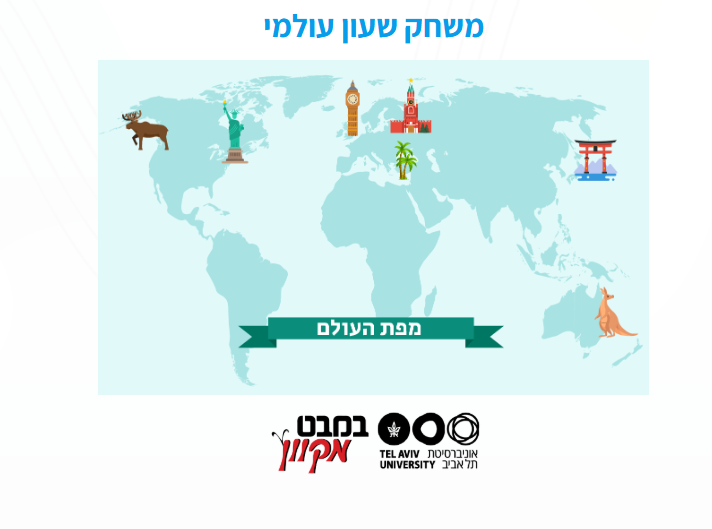 משחק שעון עולמי
מפת העולם
במבט
מקוון
TEL AVIV אוניברסיטת
UNIVERSITY תל אביב